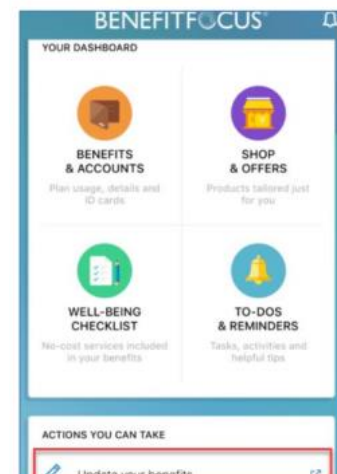 BENEFITFOCUS®
YOUR DASHBOARD
BENEFITS
& ACCOUNTS
Plan usage, details and
ID cards
SHOP
& OFFERS
Products tailored just
for you
WELL-BEING
CHECKLIST
No-cost services included
in your benefits
TO-DOS
& REMINDERS
Tasks, activities and
helpful tips
ACTIONS YOU CAN TAKE
Update your benefits